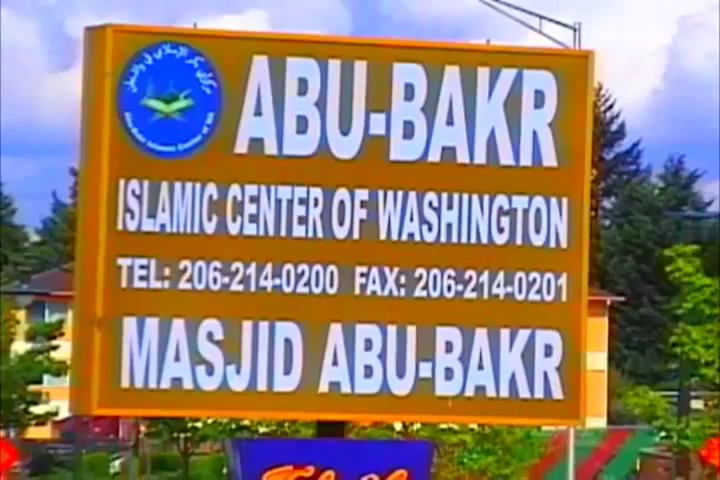 ABU-BAKR
ISLAMIC CENTER OF WASHINGTON
TEL: 206-214-0200 FAX: 206-214-0201
MASJID ABU-BAKR